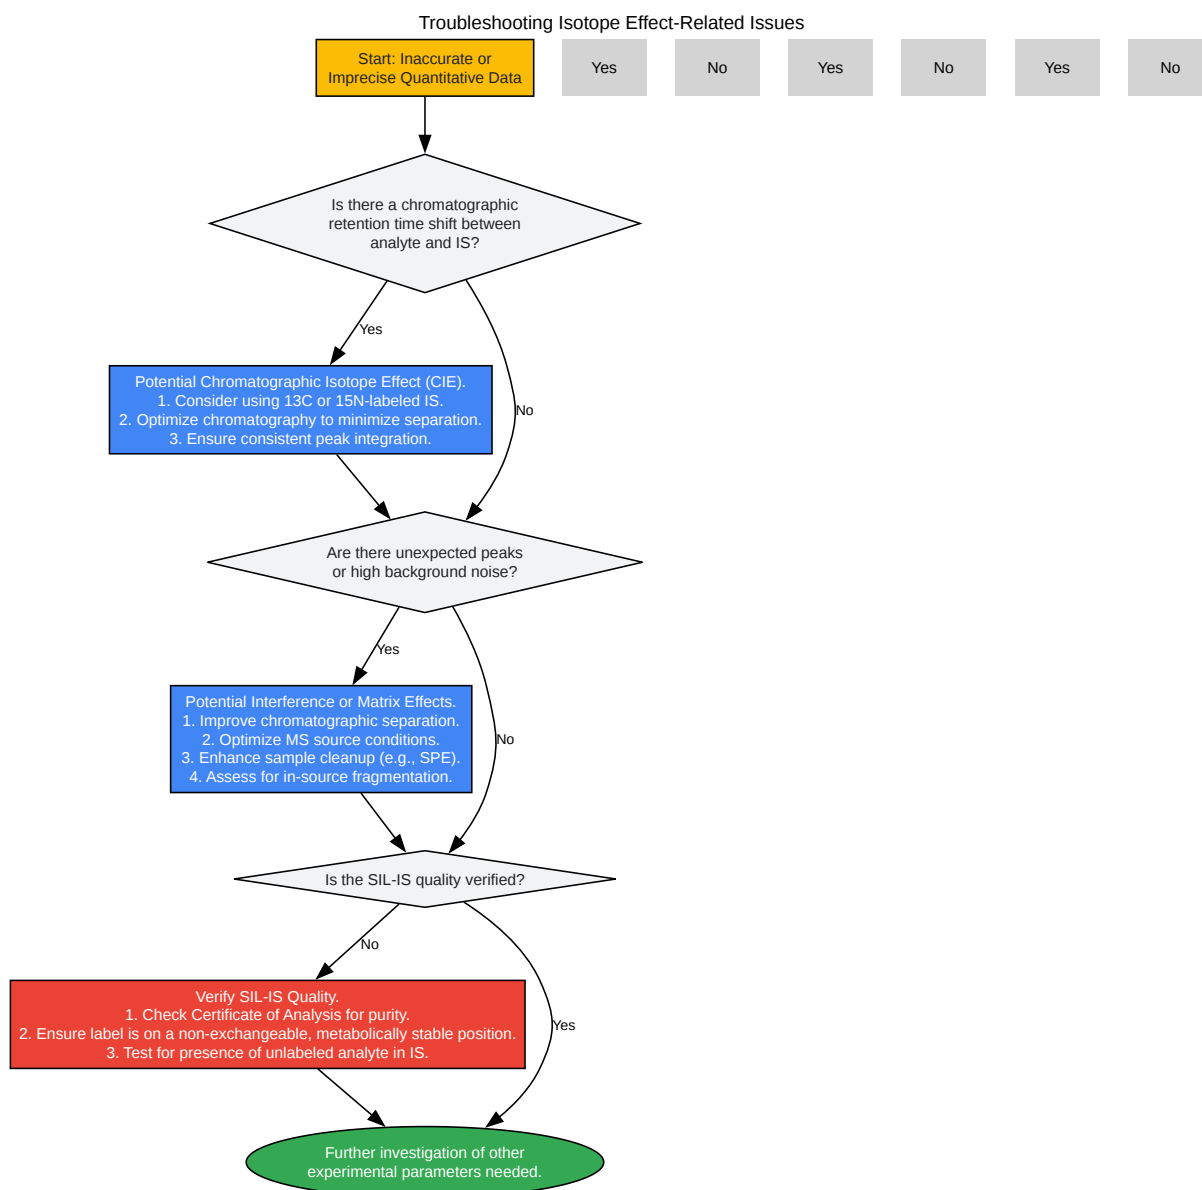 Troubleshooting Isotope Effect-Related Issues
Start: Inaccurate or
Imprecise Quantitative Data
Yes
No
Yes
No
Yes
No
Is there a chromatographic
retention time shift between
analyte and IS?
Yes
Potential Chromatographic Isotope Effect (CIE).
1. Consider using 13C or 15N-labeled IS.
2. Optimize chromatography to minimize separation.
3. Ensure consistent peak integration.
No
Are there unexpected peaks
or high background noise?
Yes
Potential Interference or Matrix Effects.
1. Improve chromatographic separation.
2. Optimize MS source conditions.
3. Enhance sample cleanup (e.g., SPE).
4. Assess for in-source fragmentation.
No
Is the SIL-IS quality verified?
No
Verify SIL-IS Quality.
1. Check Certificate of Analysis for purity.
2. Ensure label is on a non-exchangeable, metabolically stable position.
3. Test for presence of unlabeled analyte in IS.
Yes
Further investigation of other
experimental parameters needed.